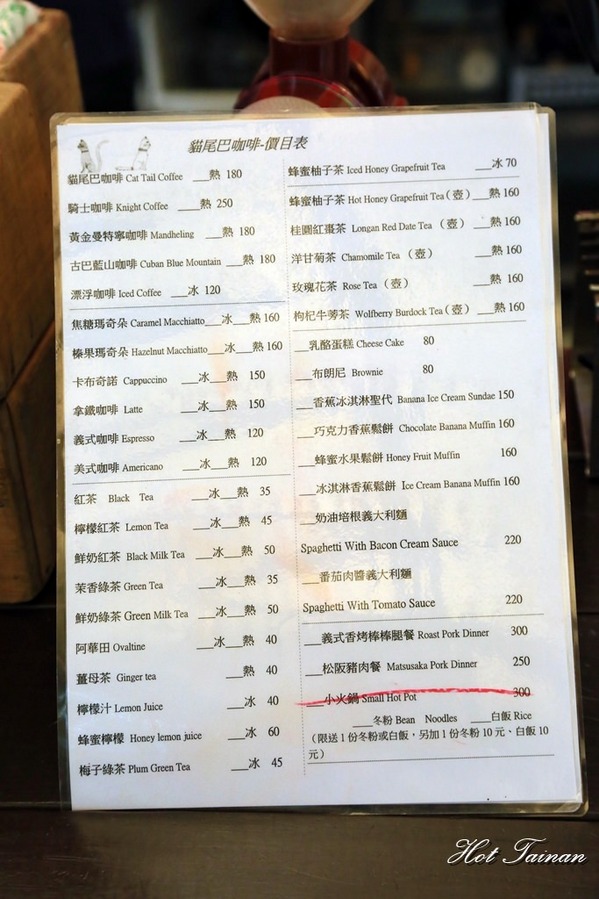 貓尾巴咖啡-價目表
貓尾巴咖啡 Cat Tail Coffee ___熱 180
騎士咖啡 Knight Coffee ___熱 250
黃金曼特寧咖啡 Mandheling ___熱 180
古巴藍山咖啡 Cuban Blue Mountain ___熱 180
漂浮咖啡 Iced Coffee ___冰 120
焦糖瑪奇朵 Caramel Macchiatto___冰___熱 160
榛果瑪奇朵 Hazelnut Macchiatto___冰___熱 160
卡布奇諾 Cappuccino ___冰___熱 150
拿鐵咖啡 Latte ___冰___熱 150
義式咖啡 Espresso ___冰___熱 120
美式咖啡 Americano ___冰___熱 120
紅茶 Black Tea ___冰___熱 35
檸檬紅茶 Lemon Tea ___冰___熱 45
鮮奶紅茶 Black Milk Tea ___冰___熱 50
茉香綠茶 Green Tea ___冰___熱 35
鮮奶綠茶 Green Milk Tea ___冰___熱 50
阿華田 Ovaltine ___冰___熱 40
薑母茶 Ginger tea ___熱 40
檸檬汁 Lemon Juice ___冰 40
蜂蜜檸檬 Honey lemon juice ___冰 60
梅子綠茶 Plum Green Tea ___冰 45
蜂蜜柚子茶 Iced Honey Grapefruit Tea ___冰 70
蜂蜜柚子茶 Hot Honey Grapefruit Tea（壺）___熱 160
桂圓紅棗茶 Longan Red Date Tea（壺）___熱 160
洋甘菊茶 Chamomile Tea（壺）___熱 160
玫瑰花茶 Rose Tea（壺）___熱 160
枸杞牛蒡茶 Wolfberry Burdock Tea（壺）___熱 160
___乳酪蛋糕 Cheese Cake 80
___布朗尼 Brownie 80
___香蕉冰淇淋聖代 Banana Ice Cream Sundae 150
___巧克力香蕉鬆餅 Chocolate Banana Muffin 160
___蜂蜜水果鬆餅 Honey Fruit Muffin 160
___冰淇淋香蕉鬆餅 Ice Cream Banana Muffin 160
___奶油培根義大利麵
Spaghetti With Bacon Cream Sauce 220
___番茄肉醬義大利麵
Spaghetti With Tomato Sauce 220
___義式香烤棒棒腿餐 Roast Pork Dinner 300
___松阪豬肉餐 Matsusaka Pork Dinner 250
___小火鍋 Small Hot Pot 300
___冬粉 Bean Noodles ___白飯 Rice
（限送 1 份冬粉或白飯，另加 1 份冬粉 10 元、白飯 10
元）
Hot Tainan